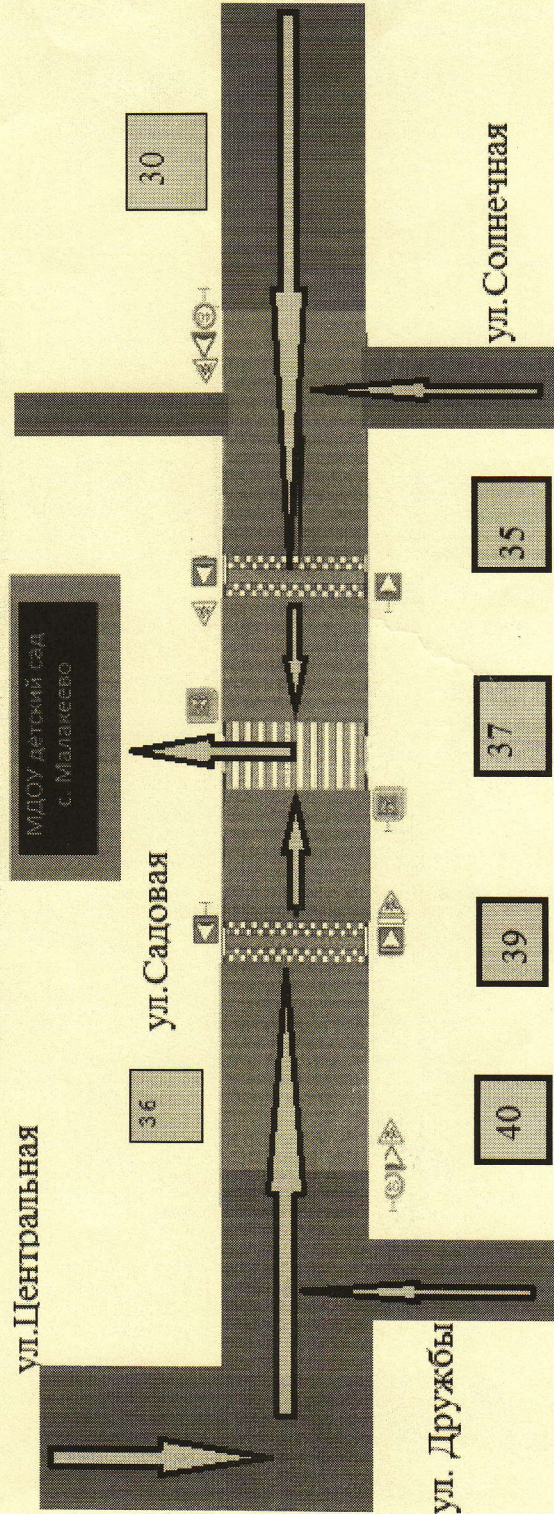 ул.Центральная
МДОУ детский сад
с. Малакеево
36
ул.Садовая
30
ул. Дружбы
40
39
37
35
ул.Солнечная